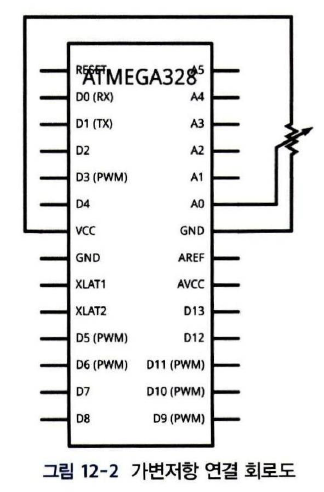 ATMEGA328
RESET A5
D0 (RX) A4
D1 (TX) A3
D2 A2
D3 (PWM) A1
D4 A0
VCC GND
GND AREF
XLAT1 AVCC
XLAT2 D13
D5 (PWM) D12
D6 (PWM) D11 (PWM)
D7 D10 (PWM)
D8 D9 (PWM)
그림 12-2 가변저항 연결 회로도